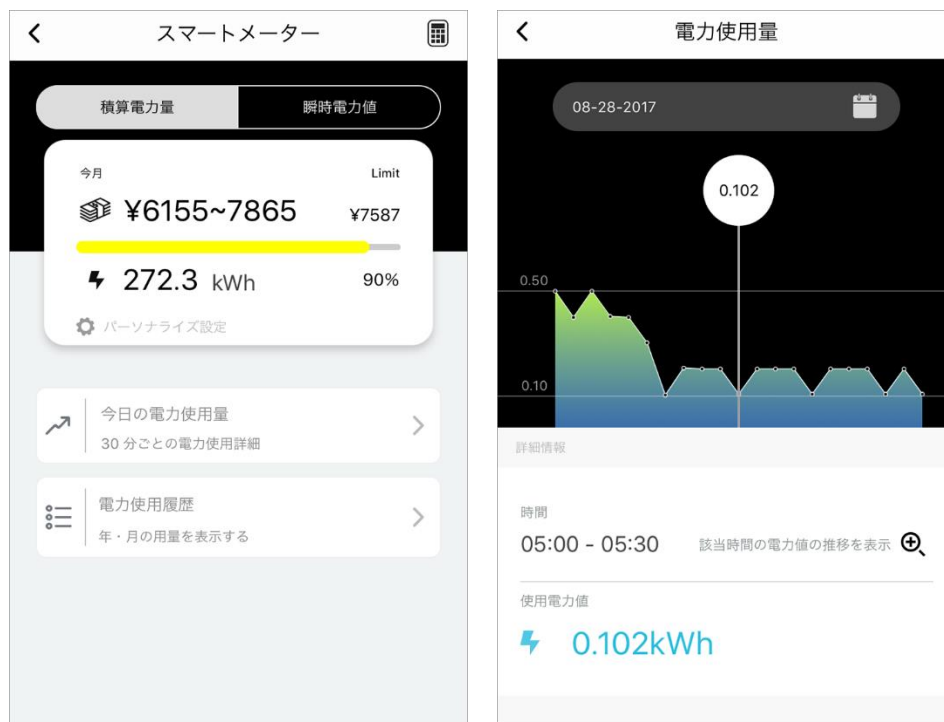 スマートメーター
積算電力量
瞬時電力値
今月
Limit
¥6155~7865
¥7587
272.3 kWh
90%
パーソナライズ設定
今日の電力使用量
30 分ごとの電力使用詳細
電力使用履歴
年・月の用量を表示する
電力使用量
08-28-2017
0.102
0.50
0.10
詳細情報
時間
05:00 - 05:30
該当時間の電力値の推移を表示
使用電力値
0.102kWh